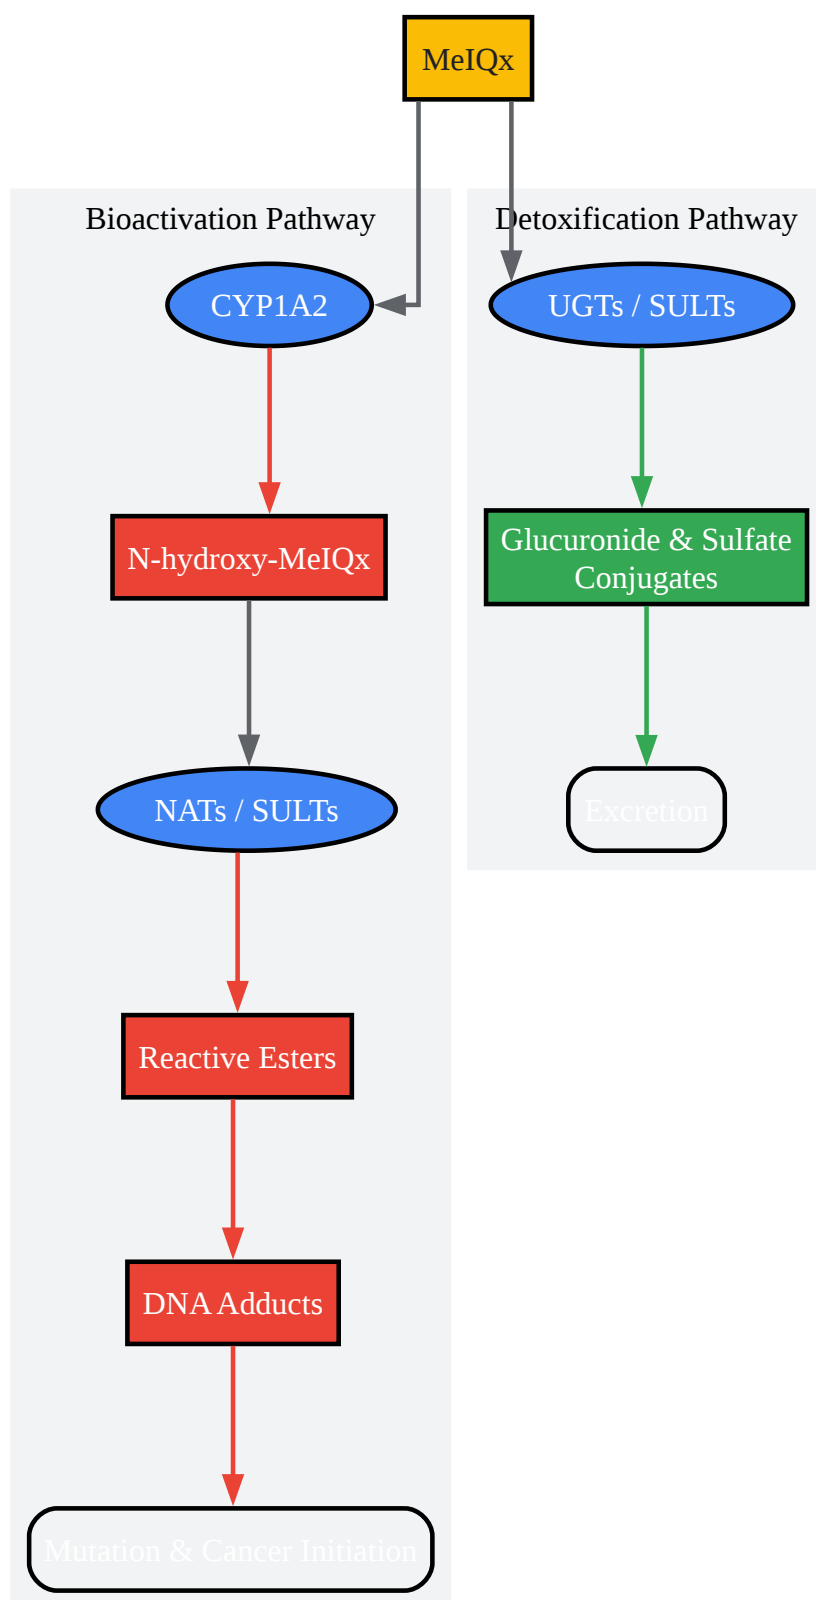 MeIQx
Bioactivation Pathway
CYP1A2
N-hydroxy-MeIQx
NATs / SULTs
Reactive Esters
DNA Adducts
Mutation & Cancer Initiation
Detoxification Pathway
UGTs / SULTs
Glucuronide & Sulfate
Conjugates
Excretion